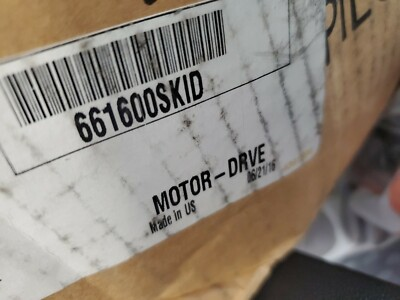 661600SKID
MOTOR-DRVE
Made in US 06/21/16